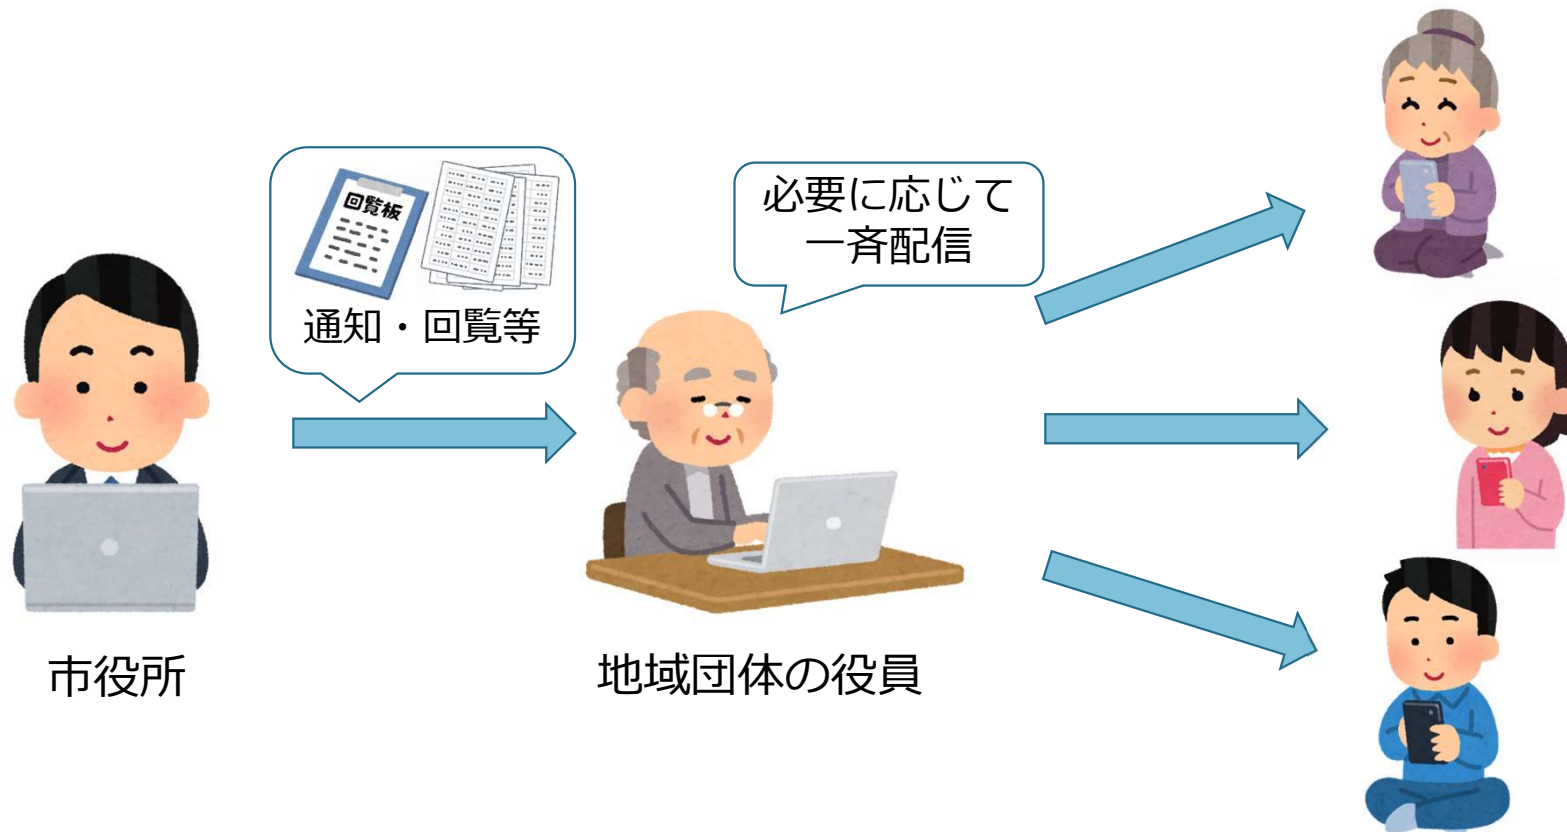 回覧板
通知・回覧等
必要に応じて
一斉配信
市役所
地域団体の役員